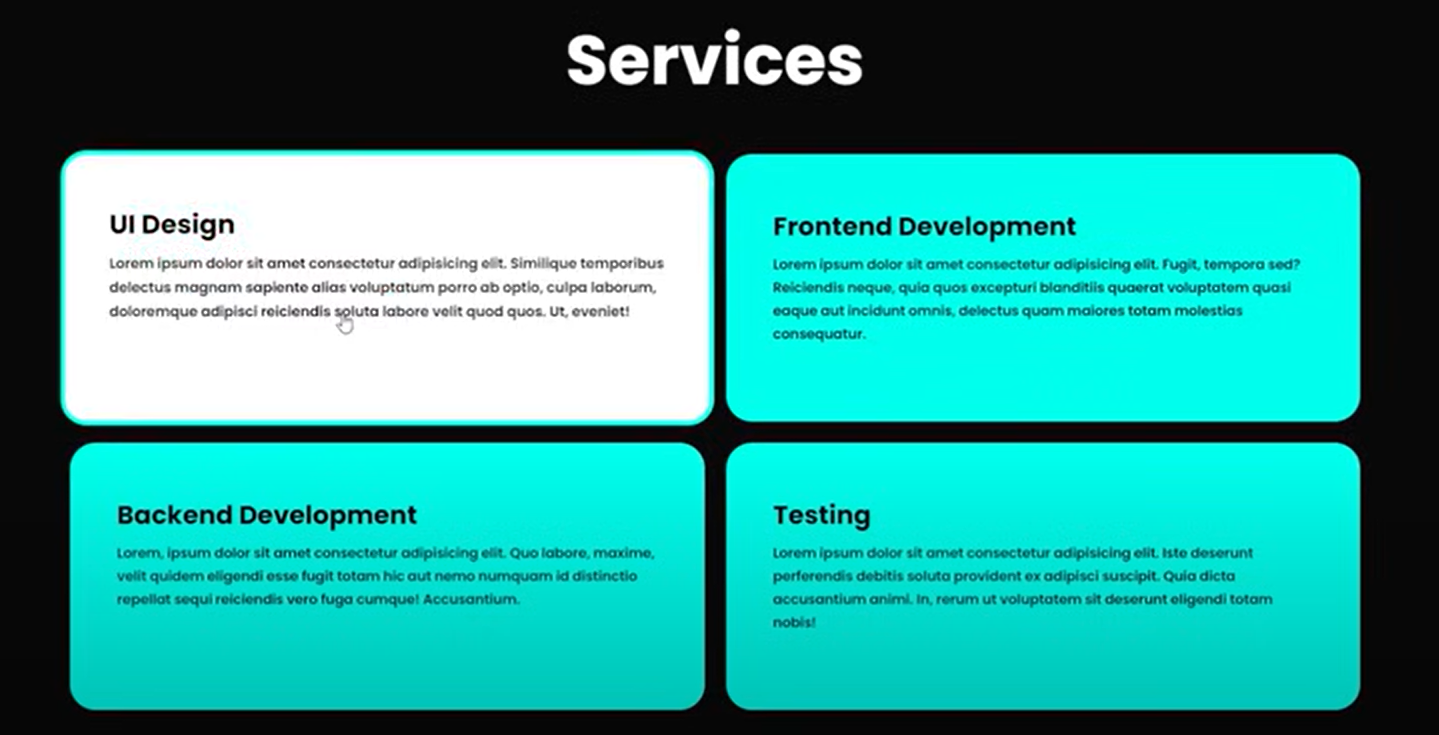 Services
UI Design
Lorem ipsum dolor sit amet consectetur adipisicing elit. Similique temporibus
delectus magnam sapiente alias voluptatum porro ab optio, culpa laborum,
doloremque adipisci reiciendis soluta labore velit quod quos. Ut, eveniet!
Frontend Development
Lorem ipsum dolor sit amet consectetur adipisicing elit. Fugit, tempora sed?
Reiciendis neque, quia quos excepturi blanditiis quaerat voluptatem quasi
eaque aut incidunt omnis, delectus quam maiores totam molestias
consequatur.
Backend Development
Lorem, ipsum dolor sit amet consectetur adipisicing elit. Quo labore, maxime,
velit quidem eligendi esse fugit totam hic aut nemo numquam id distinctio
repellat sequi reiciendis vero fuga cumque! Accusantium.
Testing
Lorem ipsum dolor sit amet consectetur adipisicing elit. Iste deserunt
perferendis debitis soluta provident ex adipisci suscipit. Quia dicta
accusantium animi. In, rerum ut voluptatem sit deserunt eligendi totam
nobis!